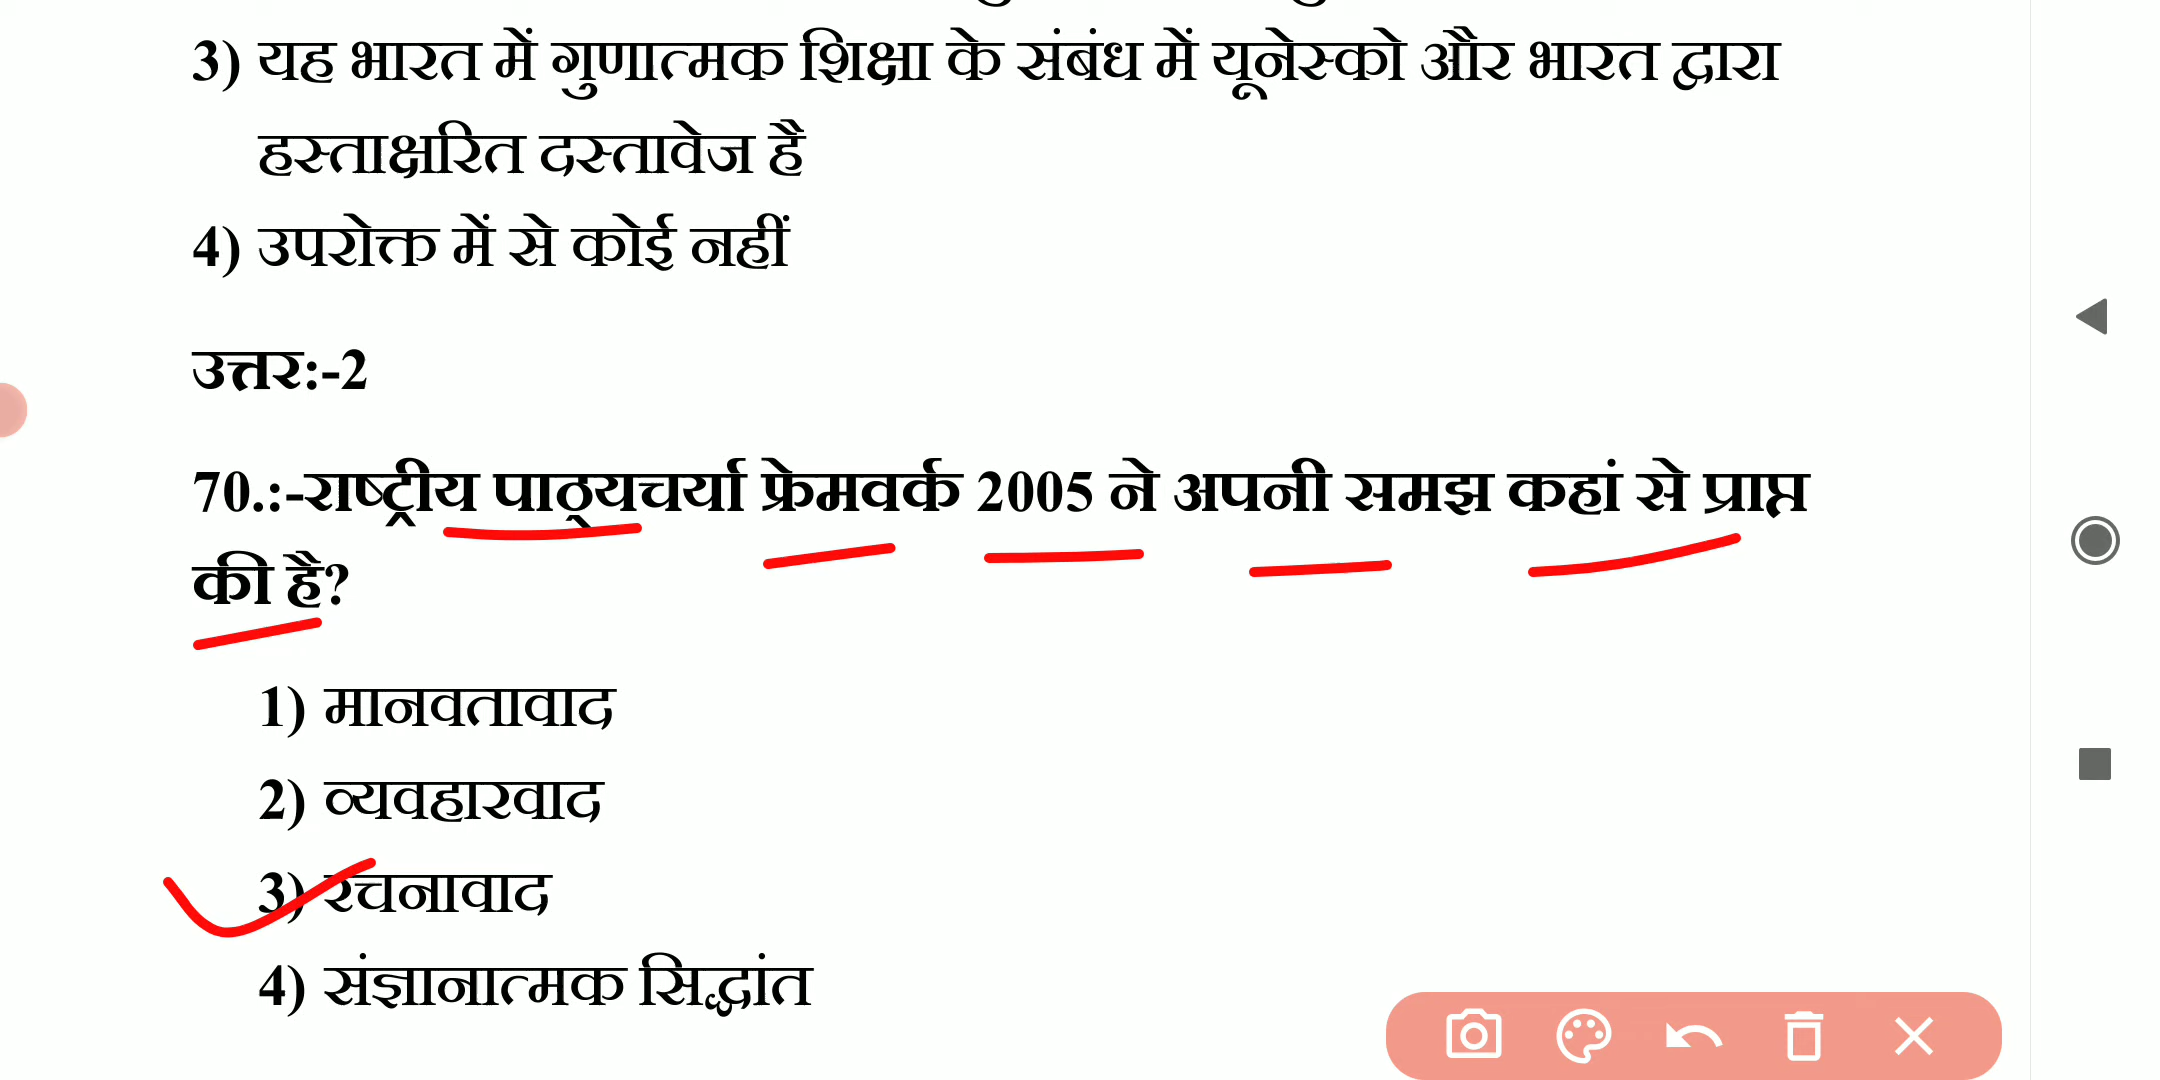 3) यह भारत में गुणात्मक शिक्षा के संबंध में यूनेस्को और भारत द्वारा
हस्ताक्षरित दस्तावेज है
4) उपरोक्त में से कोई नहीं
उत्तर:-2
70.:-राष्ट्रीय पाठ्यचर्या फ्रेमवर्क 2005 ने अपनी समझ कहां से प्राप्त
की है?
1) मानवतावाद
2) व्यवहारवाद
3) रचनावाद
4) संज्ञानात्मक सिद्धांत